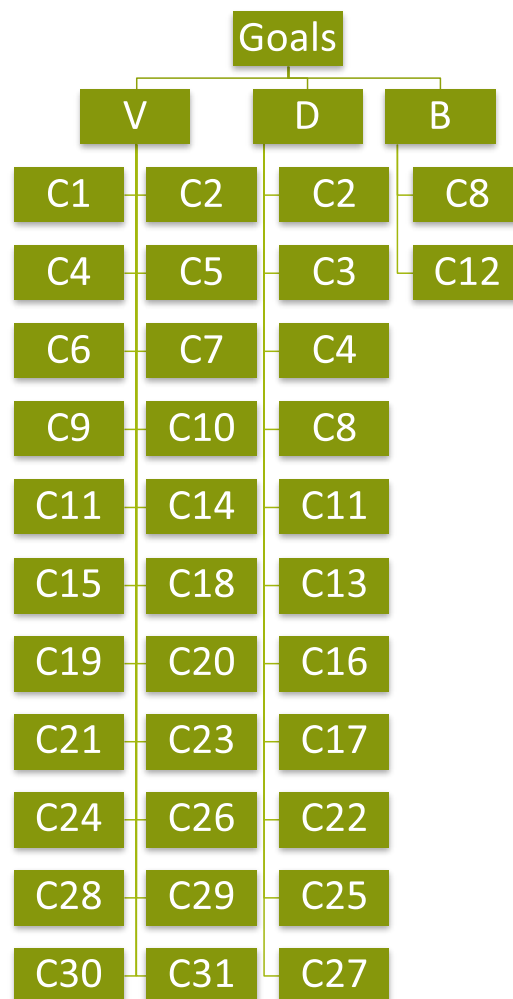 Goals
V D B
C1 C2 C2 C8
C4 C5 C3 C12
C6 C7 C4
C9 C10 C8
C11 C14 C11
C15 C18 C13
C19 C20 C16
C21 C23 C17
C24 C26 C22
C28 C29 C25
C30 C31 C27